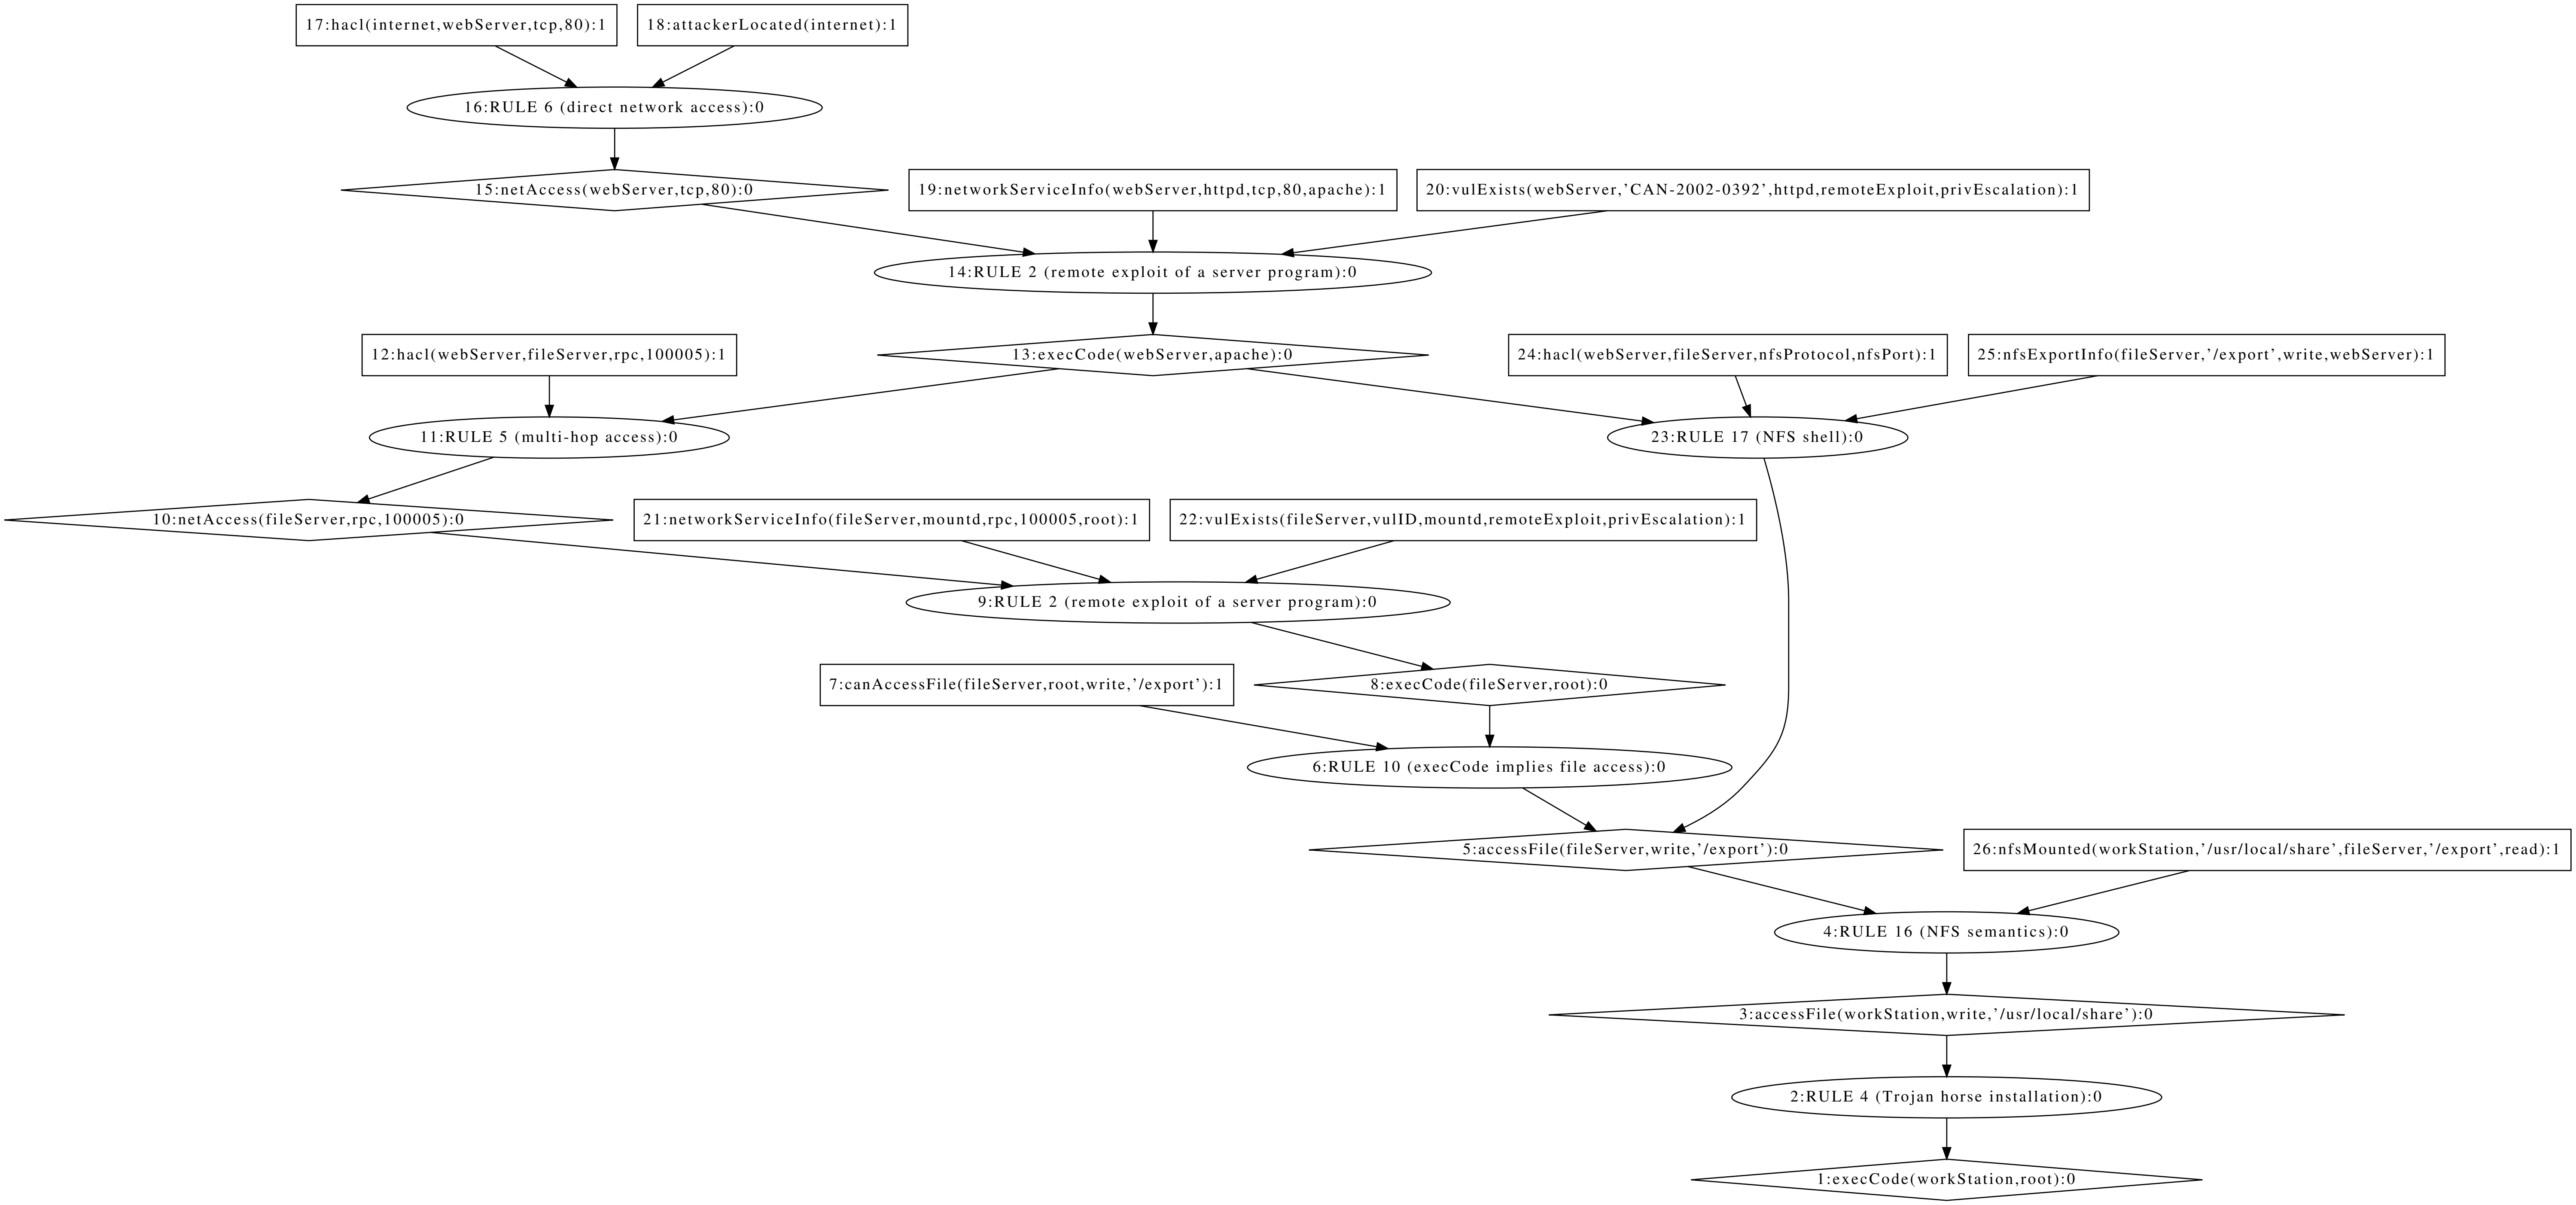 17:hacl(internet,webServer,tcp,80):1
18:attackerLocated(internet):1
16:RULE 6 (direct network access):0
15:netAccess(webServer,tcp,80):0
19:networkServiceInfo(webServer,httpd,tcp,80,apache):1
20:vulExists(webServer,’CAN-2002-0392’,httpd,remoteExploit,privEscalation):1
14:RULE 2 (remote exploit of a server program):0
12:hacl(webServer,fileServer,rpc,100005):1
13:execCode(webServer,apache):0
24:hacl(webServer,fileServer,nfsProtocol,nfsPort):1
25:nfsExportInfo(fileServer,’/export’,write,webServer):1
11:RULE 5 (multi-hop access):0
23:RULE 17 (NFS shell):0
10:netAccess(fileServer,rpc,100005):0
21:networkServiceInfo(fileServer,mountd,rpc,100005,root):1
22:vulExists(fileServer,vulID,mountd,remoteExploit,privEscalation):1
9:RULE 2 (remote exploit of a server program):0
7:canAccessFile(fileServer,root,write,’/export’):1
8:execCode(fileServer,root):0
6:RULE 10 (execCode implies file access):0
5:accessFile(fileServer,write,’/export’):0
26:nfsMounted(workStation,’/usr/local/share’,fileServer,’/export’,read):1
4:RULE 16 (NFS semantics):0
3:accessFile(workStation,write,’/usr/local/share’):0
2:RULE 4 (Trojan horse installation):0
1:execCode(workStation,root):0